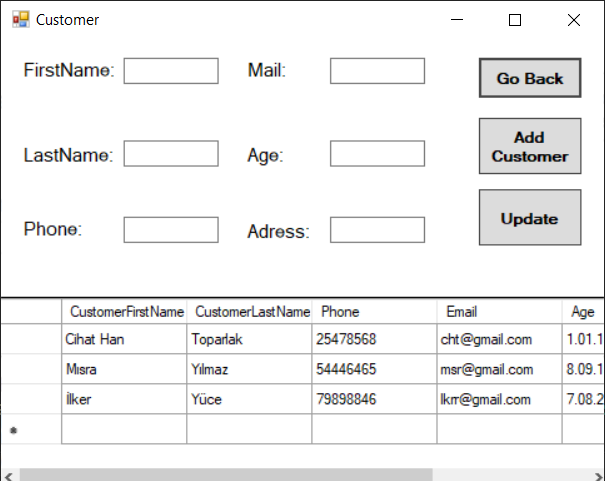 Customer
FirstName: Mail: Go Back
LastName: Age: Add Customer
Phone: Adress: Update
CustomerFirstName CustomerLastName Phone Email Age
Cihat Han Toparlak 25478568 cht@gmail.com 1.01.1
Mısra Yılmaz 54446465 msr@gmail.com 8.09.1
İlker Yüce 79898846 lkrr@gmail.com 7.08.2
*